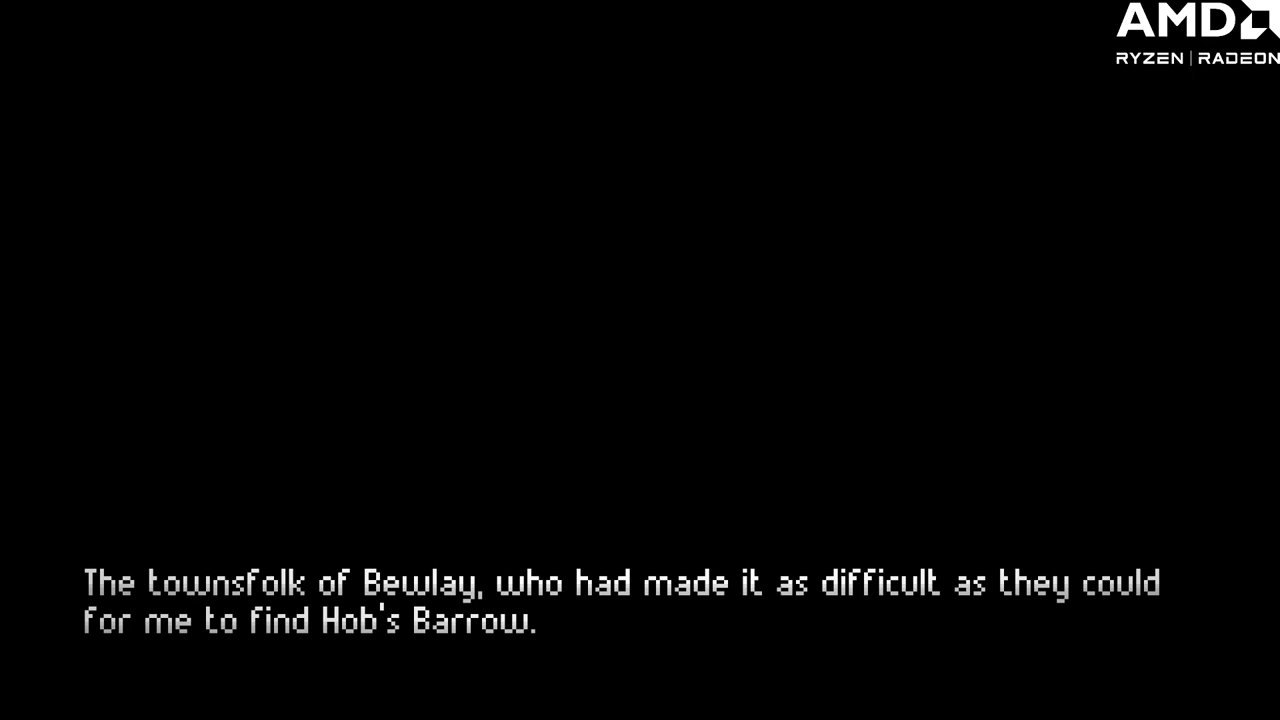 AMD
RYZEN | RADEON
The townsfolk of Bewlay, who had made it as difficult as they could
for me to find Hob's Barrow.